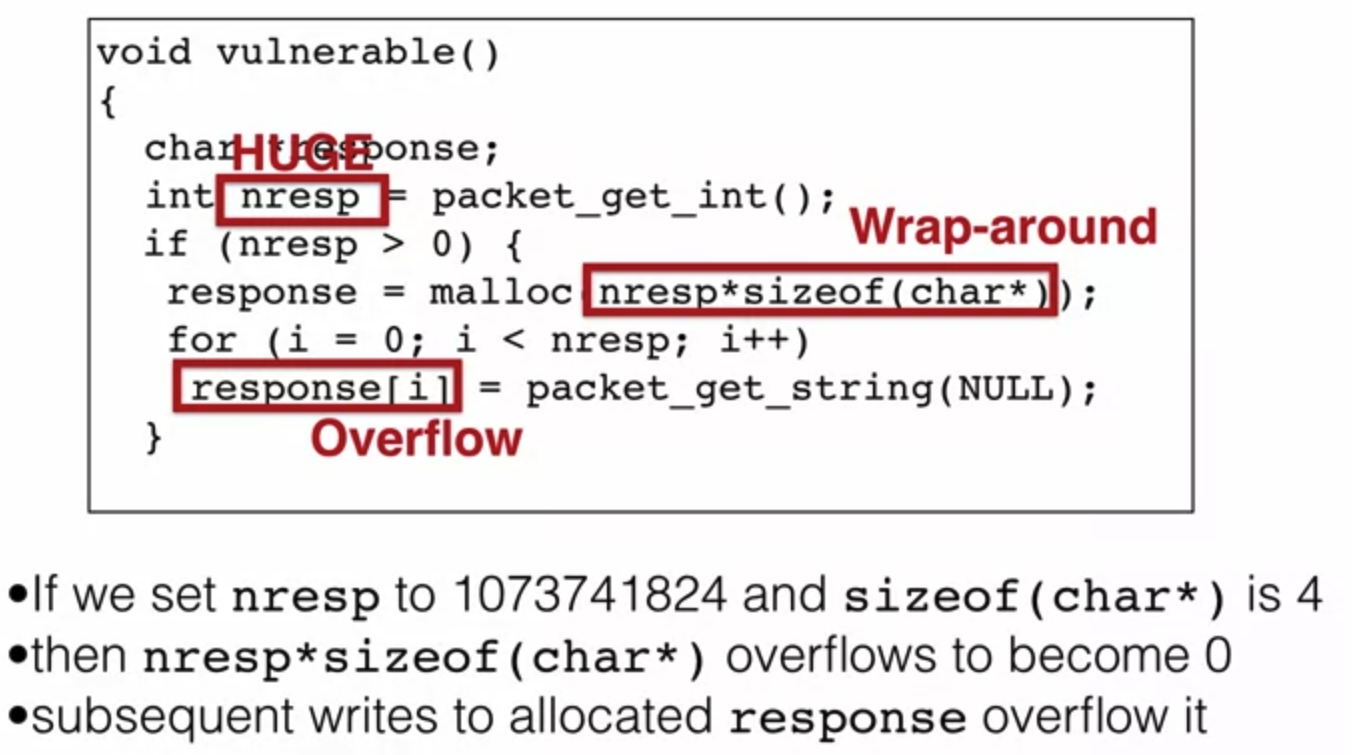 void vulnerable()
{
char *response;
HUGE
int nresp = packet_get_int();
Wrap-around
if (nresp > 0) {
response = malloc(nresp*sizeof(char*));
for (i = 0; i < nresp; i++)
response[i] = packet_get_string(NULL);
Overflow
}
•If we set nresp to 1073741824 and sizeof(char*) is 4
•then nresp*sizeof(char*) overflows to become 0
•subsequent writes to allocated response overflow it